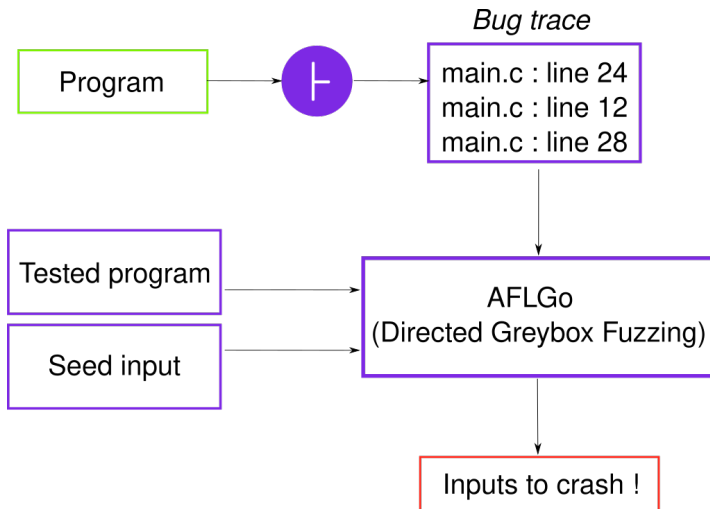 Bug trace
Program
⊢
main.c : line 24
main.c : line 12
main.c : line 28
Tested program
Seed input
AFLGo
(Directed Greybox Fuzzing)
Inputs to crash !